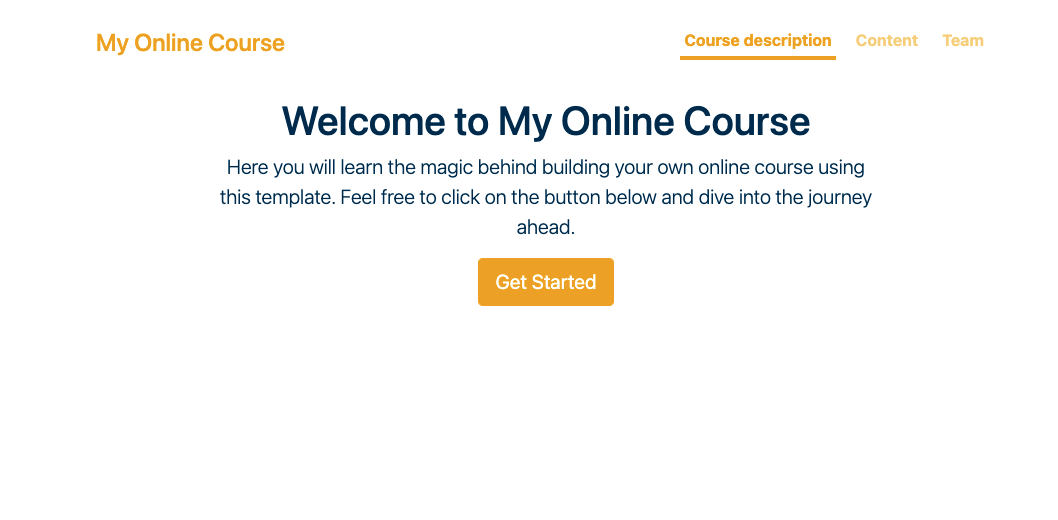 My Online Course
Course description Content Team
Welcome to My Online Course
Here you will learn the magic behind building your own online course using
this template. Feel free to click on the button below and dive into the journey
ahead.
Get Started